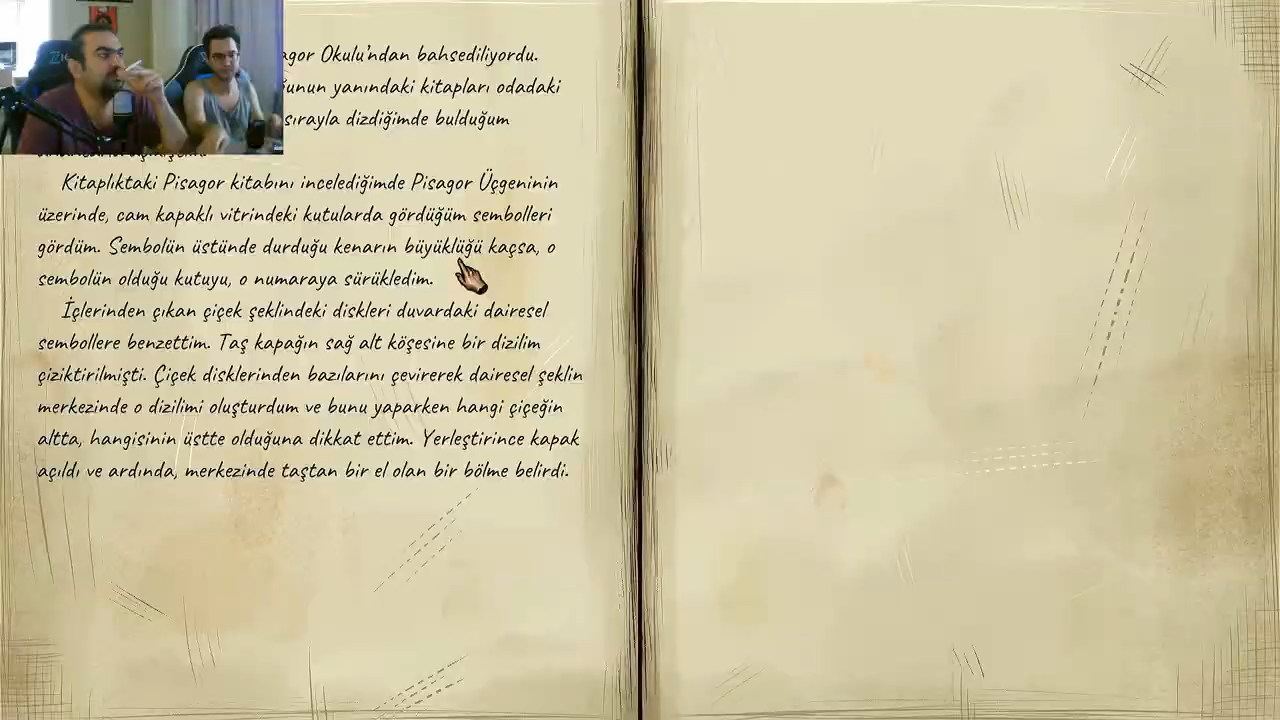 Okulu'ndan bahsediliyordu.
yanındaki kitapları odadaki
sırayla dizdiğimde bulduğum
Kitaplıktaki Pisagor kitabını incelediğimde Pisagor Üçgeninin
üzerinde, cam kapaklı vitrindeki kutularda gördüğüm sembolleri
gördüm. Sembolün üstünde durduğu kenarın büyüklüğü kaçsa, o
sembolün olduğu kutuyu, o numaraya sürükledim.
İçlerinden çıkan çiçek şeklindeki diskleri duvardaki dairesel
sembollere benzettim. Taş kapağın sağ alt köşesine bir dizilim
çiziktirilmişti. Çiçek disklerinden bazılarını çevirerek dairesel şeklin
merkezinde o dizilimi oluşturdum ve bunu yaparken hangi çiçeğin
altta, hangisinin üstte olduğuna dikkat ettim. Yerleştirince kapak
açıldı ve ardında, merkezinde taştan bir el olan bir bölme belirdi.